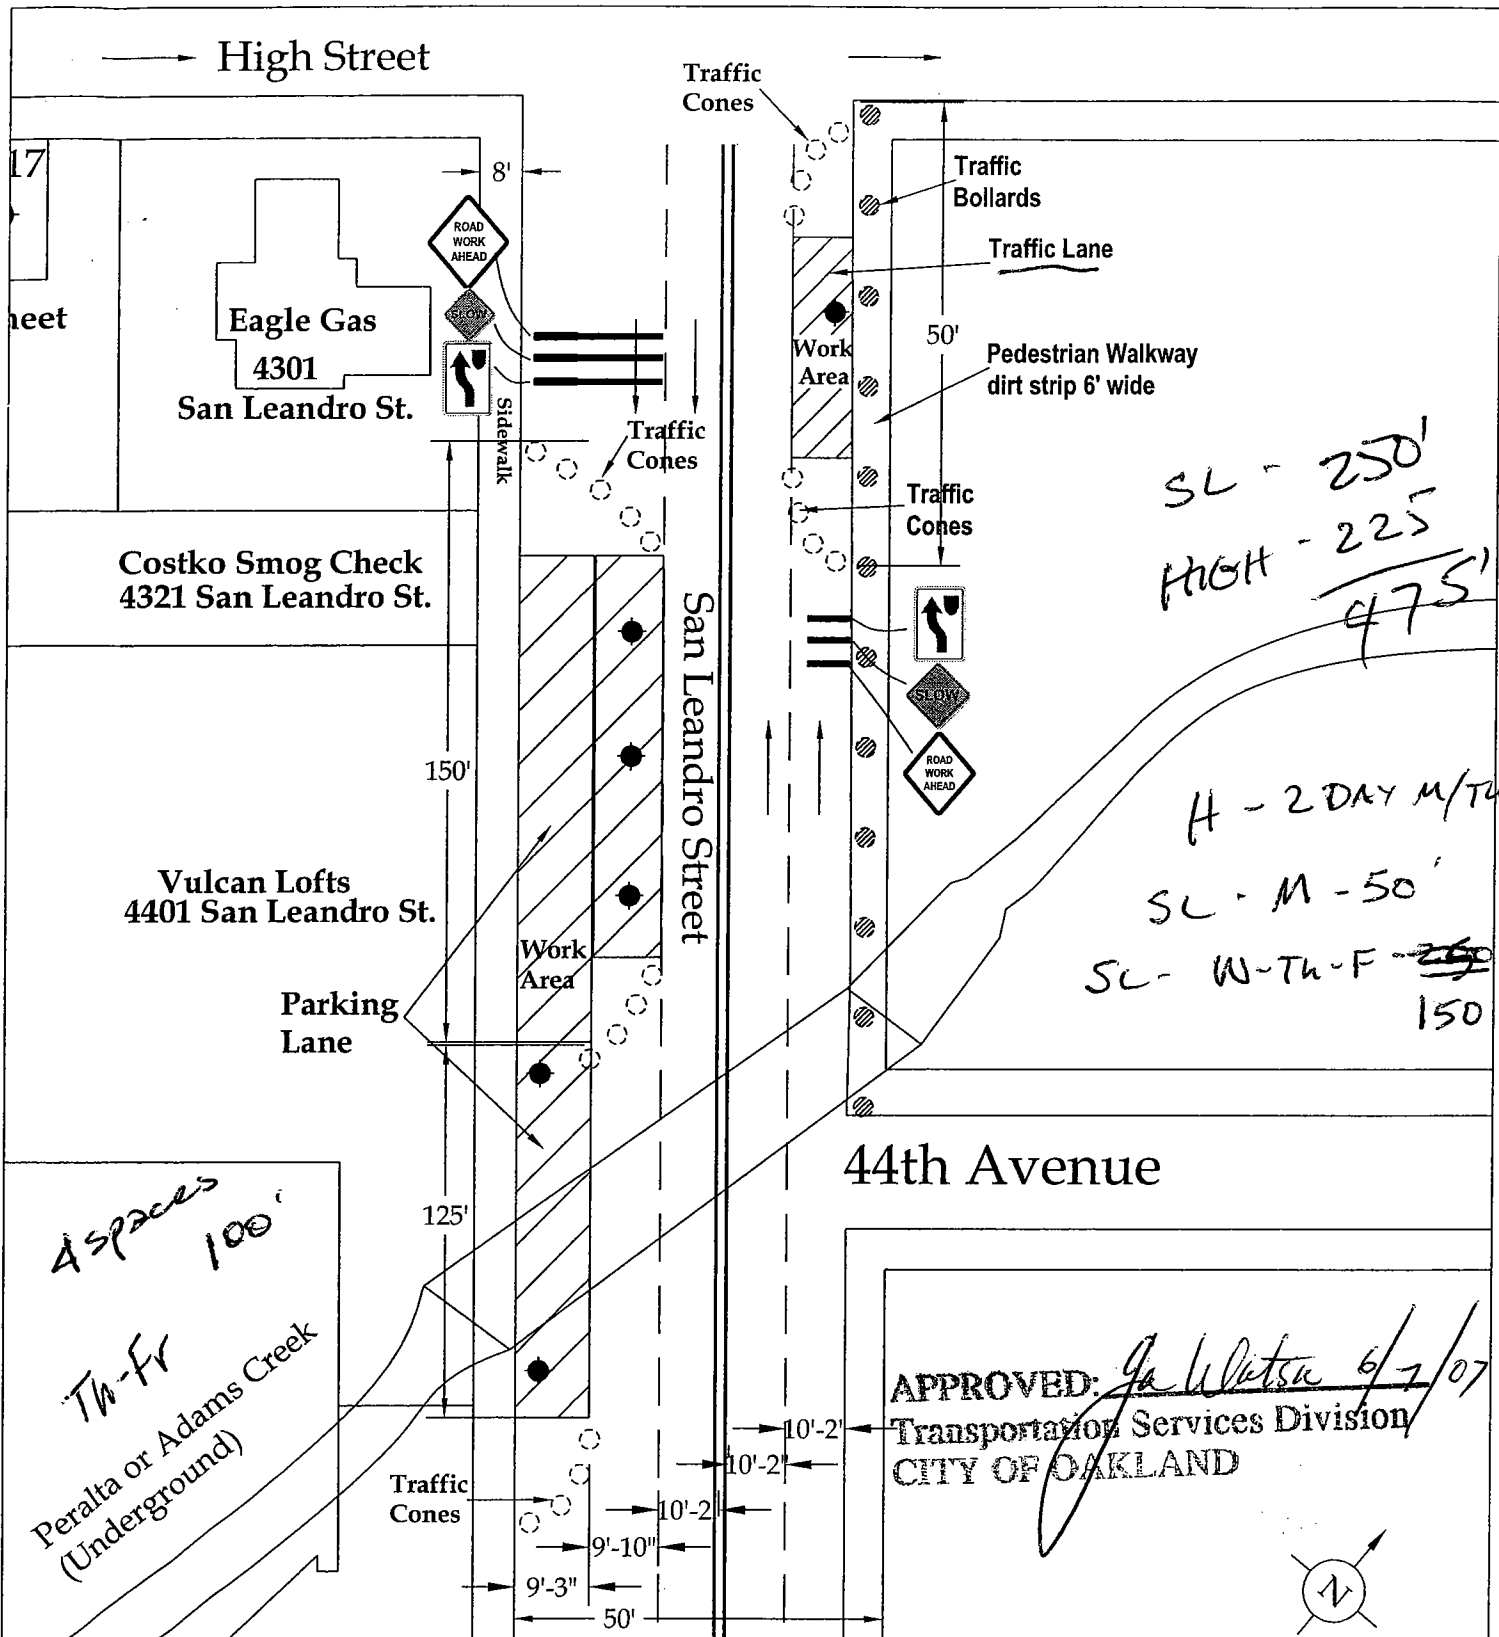 High Street
Traffic
Cones
17
8'
Traffic
Bollards
ROAD
WORK
AHEAD
Traffic Lane
SLOW
neet
Eagle Gas
4301
San Leandro St.
Work
Area
50'
Pedestrian Walkway
dirt strip 6' wide
Sidewalk
Traffic
Cones
SL - 250'
HIGH - 225
475'
Traffic
Cones
Costko Smog Check
4321 San Leandro St.
San Leandro Street
SLOW
ROAD
WORK
AHEAD
150'
H - 2 DAY M/Th
Vulcan Lofts
4401 San Leandro St.
SL - M - 50'
Work
Area
SL - W-Th-F
150
Parking
Lane
44th Avenue
4 spaces
100'
125'
Th-Fr
Peralta or Adams Creek
(Underground)
APPROVED: 6/7/07
Transportation Services Division
CITY OF OAKLAND
Traffic
Cones
10'-2"
10'-2"
10'-2
9'-10"
9'-3"
50'
N